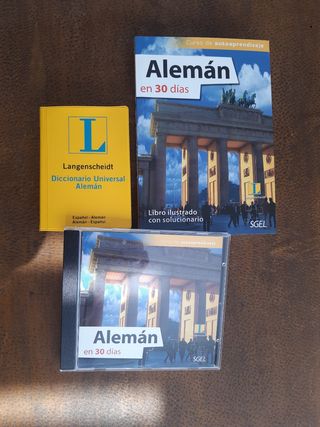 Curso de autoaprendizaje
Alemán
en 30 días
Libro ilustrado
con solucionario
SGEL
L
Langenscheidt
Diccionario Universal
Alemán
Español - Alemán
Alemán - Español
autoaprendizaje
Alemán
en 30 días
SGEL